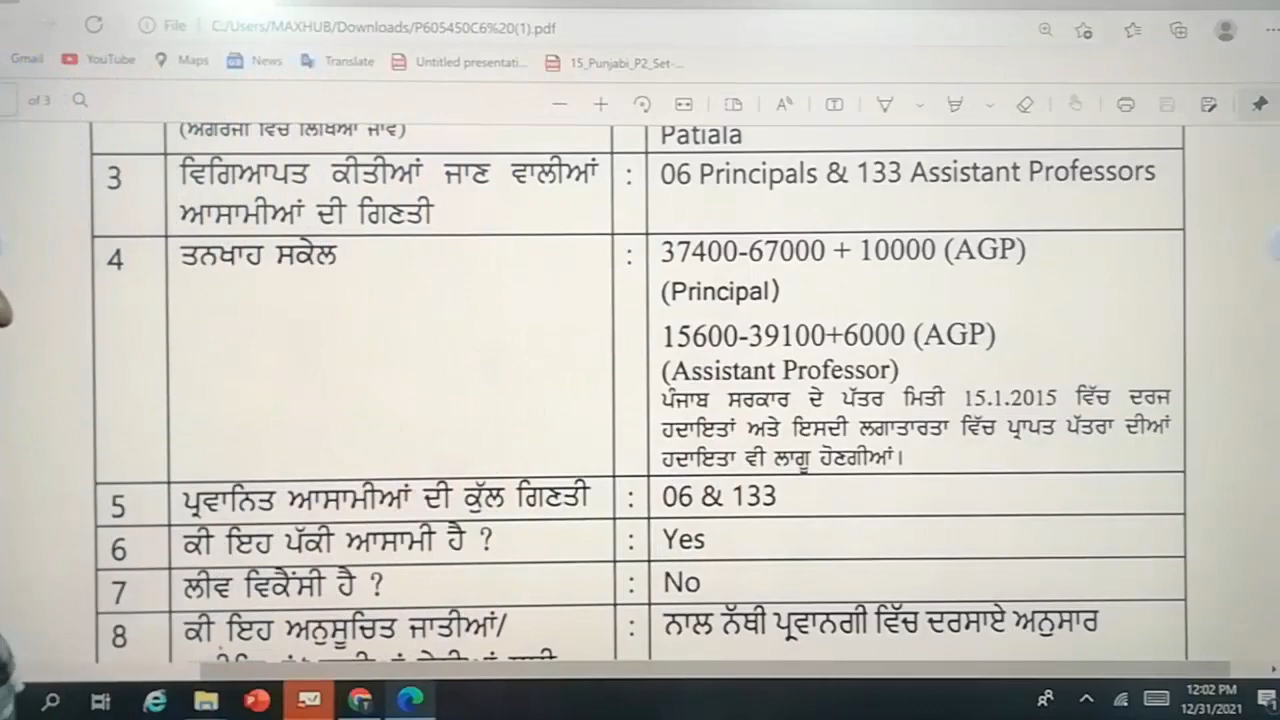 File C:/Users/MAXHUB/Downloads/P605450C6%20(1).pdf
Gmail YouTube Maps News Translate Untitled presentati... 15_Punjabi_P2_Set-...
of 3
(ਅੰਗਰੇਜੀ ਵਿੱਚ ਲਿਖਿਆ ਜਾਵੇ) Patiala
3 ਵਿਗਿਆਪਤ ਕੀਤੀਆਂ ਜਾਣ ਵਾਲੀਆਂ : 06 Principals & 133 Assistant Professors
ਆਸਾਮੀਆਂ ਦੀ ਗਿਣਤੀ
4 ਤਨਖਾਹ ਸਕੇਲ : 37400-67000 + 10000 (AGP)
(Principal)
15600-39100+6000 (AGP)
(Assistant Professor)
ਪੰਜਾਬ ਸਰਕਾਰ ਦੇ ਪੱਤਰ ਮਿਤੀ 15.1.2015 ਵਿੱਚ ਦਰਜ
ਹਦਾਇਤਾਂ ਅਤੇ ਇਸਦੀ ਲਗਾਤਾਰਤਾ ਵਿੱਚ ਪ੍ਰਾਪਤ ਪੱਤਰਾ ਦੀਆਂ
ਹਦਾਇਤਾ ਵੀ ਲਾਗੂ ਹੋਣਗੀਆਂ।
5 ਪ੍ਰਵਾਨਿਤ ਆਸਾਮੀਆਂ ਦੀ ਕੁੱਲ ਗਿਣਤੀ : 06 & 133
6 ਕੀ ਇਹ ਪੱਕੀ ਆਸਾਮੀ ਹੈ ? : Yes
7 ਲੀਵ ਵਿਕੈਂਸੀ ਹੈ ? : No
8 ਕੀ ਇਹ ਅਨੁਸੂਚਿਤ ਜਾਤੀਆਂ/ : ਨਾਲ ਨੱਥੀ ਪ੍ਰਵਾਨਗੀ ਵਿੱਚ ਦਰਸਾਏ ਅਨੁਸਾਰ
12:02 PM
12/31/2021